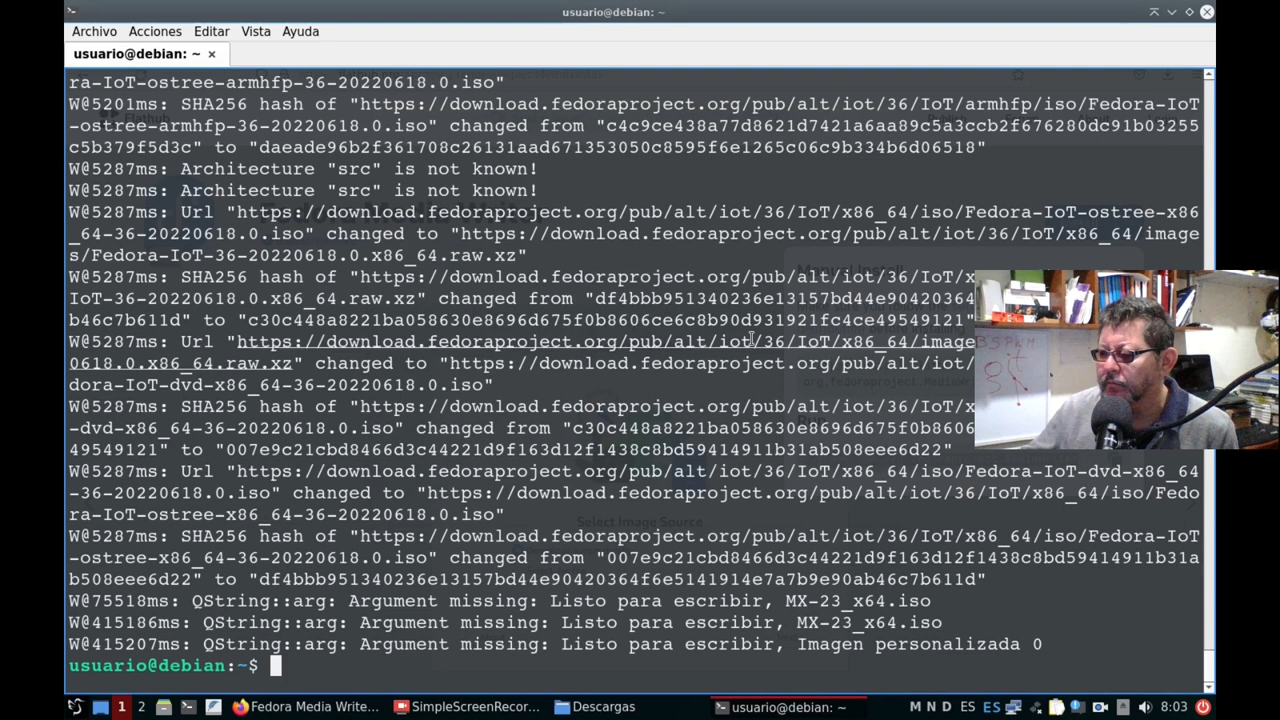 usuario@debian: ~
Archivo Acciones Editar Vista Ayuda
usuario@debian: ~ ×
ra-IoT-ostree-armhfp-36-20220618.0.iso"
W@5201ms: SHA256 hash of "https://download.fedoraproject.org/pub/alt/iot/36/IoT/armhfp/iso/Fedora-IoT
-ostree-armhfp-36-20220618.0.iso" changed from "c4c9ce438a77d8621d7421a6aa89c5a3ccb2f676280dc91b03255
c5b379f5d3c" to "daeade96b2f361708c26131aad671353050c8595f6e1265c06c9b334b6d06518"
W@5287ms: Architecture "src" is not known!
W@5287ms: Architecture "src" is not known!
W@5287ms: Url "https://download.fedoraproject.org/pub/alt/iot/36/IoT/x86_64/iso/Fedora-IoT-ostree-x86
_64-36-20220618.0.iso" changed to "https://download.fedoraproject.org/pub/alt/iot/36/IoT/x86_64/image
s/Fedora-IoT-36-20220618.0.x86_64.raw.xz"
W@5287ms: SHA256 hash of "https://download.fedoraproject.org/pub/alt/iot/36/IoT/x
IoT-36-20220618.0.x86_64.raw.xz" changed from "df4bbb951340236e13157bd44e90420364
b46c7b611d" to "c30c448a8221ba058630e8696d675f0b8606ce6c8b90d931921fc4ce49549121"
W@5287ms: Url "https://download.fedoraproject.org/pub/alt/iot/36/IoT/x86_64/image
0618.0.x86_64.raw.xz" changed to "https://download.fedoraproject.org/pub/alt/iot/
dora-IoT-dvd-x86_64-36-20220618.0.iso"
W@5287ms: SHA256 hash of "https://download.fedoraproject.org/pub/alt/iot/36/IoT/x
-dvd-x86_64-36-20220618.0.iso" changed from "c30c448a8221ba058630e8696d675f0b8606
49549121" to "007e9c21cbd8466d3c44221d9f163d12f1438c8bd59414911b31ab508eee6d22"
W@5287ms: Url "https://download.fedoraproject.org/pub/alt/iot/36/IoT/x86_64/iso/Fedora-IoT-dvd-x86_64
-36-20220618.0.iso" changed to "https://download.fedoraproject.org/pub/alt/iot/36/IoT/x86_64/iso/Fedo
ra-IoT-ostree-x86_64-36-20220618.0.iso"
W@5287ms: SHA256 hash of "https://download.fedoraproject.org/pub/alt/iot/36/IoT/x86_64/iso/Fedora-IoT
-ostree-x86_64-36-20220618.0.iso" changed from "007e9c21cbd8466d3c44221d9f163d12f1438c8bd59414911b31a
b508eee6d22" to "df4bbb951340236e13157bd44e90420364f6e5141914e7a7b9e90ab46c7b611d"
W@75518ms: QString::arg: Argument missing: Listo para escribir, MX-23_x64.iso
W@415186ms: QString::arg: Argument missing: Listo para escribir, MX-23_x64.iso
W@415207ms: QString::arg: Argument missing: Listo para escribir, Imagen personalizada 0
usuario@debian:~$
1 2 Fedora Media Write... SimpleScreenRecor... Descargas usuario@debian: ~ M N D ES ES 8:03